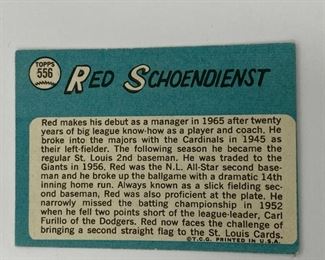 TOPPS
556
RED SCHOENDIENST
Red makes his debut as a manager in 1965 after twenty
years of big league know-how as a player and coach. He
broke into the majors with the Cardinals in 1945 as
their left-fielder. The following season he became the
regular St. Louis 2nd baseman. He was traded to the
Giants in 1956. Red was the N.L. All-Star second base-
man and he broke up the ballgame with a dramatic 14th
inning home run. Always known as a slick fielding sec-
ond baseman, Red was also proficient at the plate. He
narrowly missed the batting championship in 1952
when he fell two points short of the league-leader, Carl
Furillo of the Dodgers. Red now faces the challenge of
bringing a second straight flag to the St. Louis Cards.
©T.C.G. PRINTED IN U.S.A.